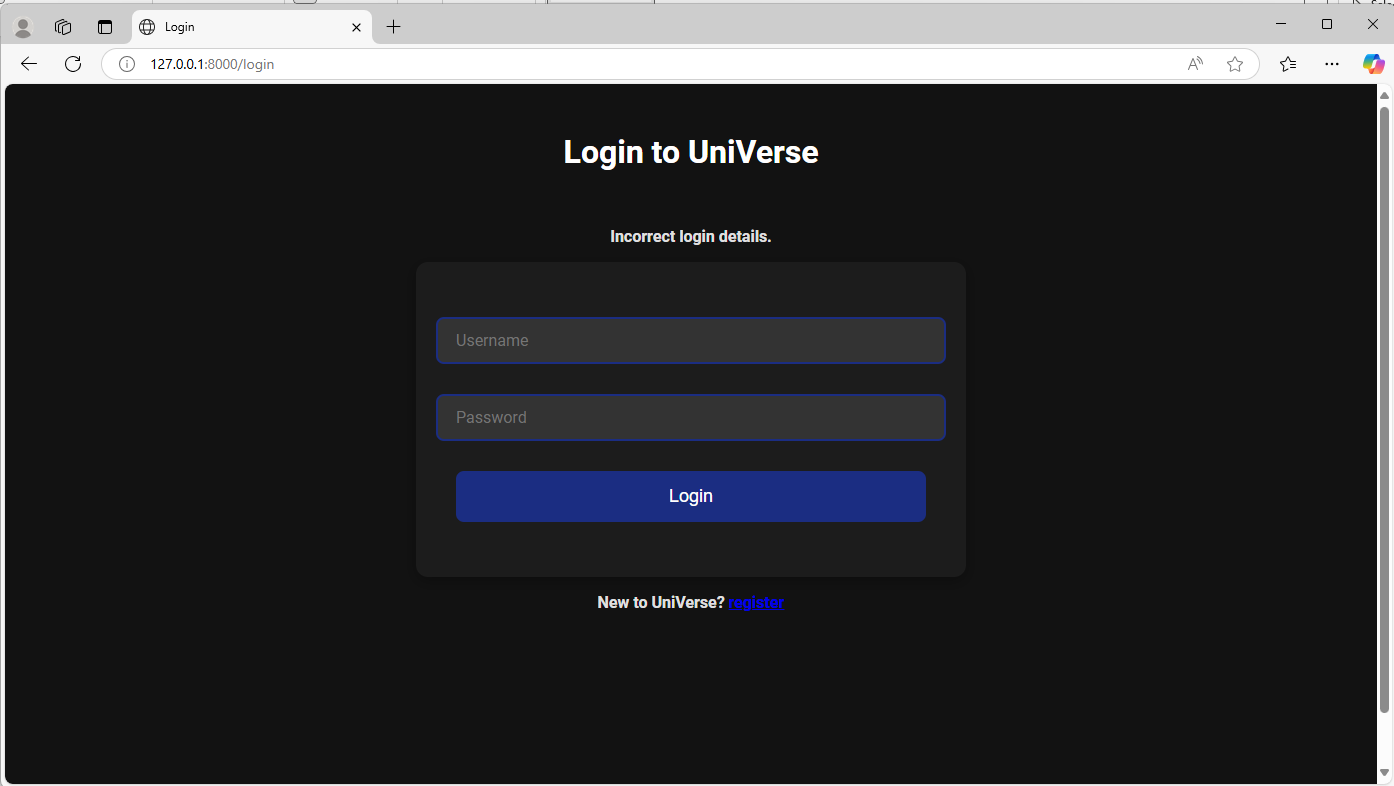 Login
127.0.0.1:8000/login
Login to UniVerse
Incorrect login details.
Username
Password
Login
New to UniVerse? register